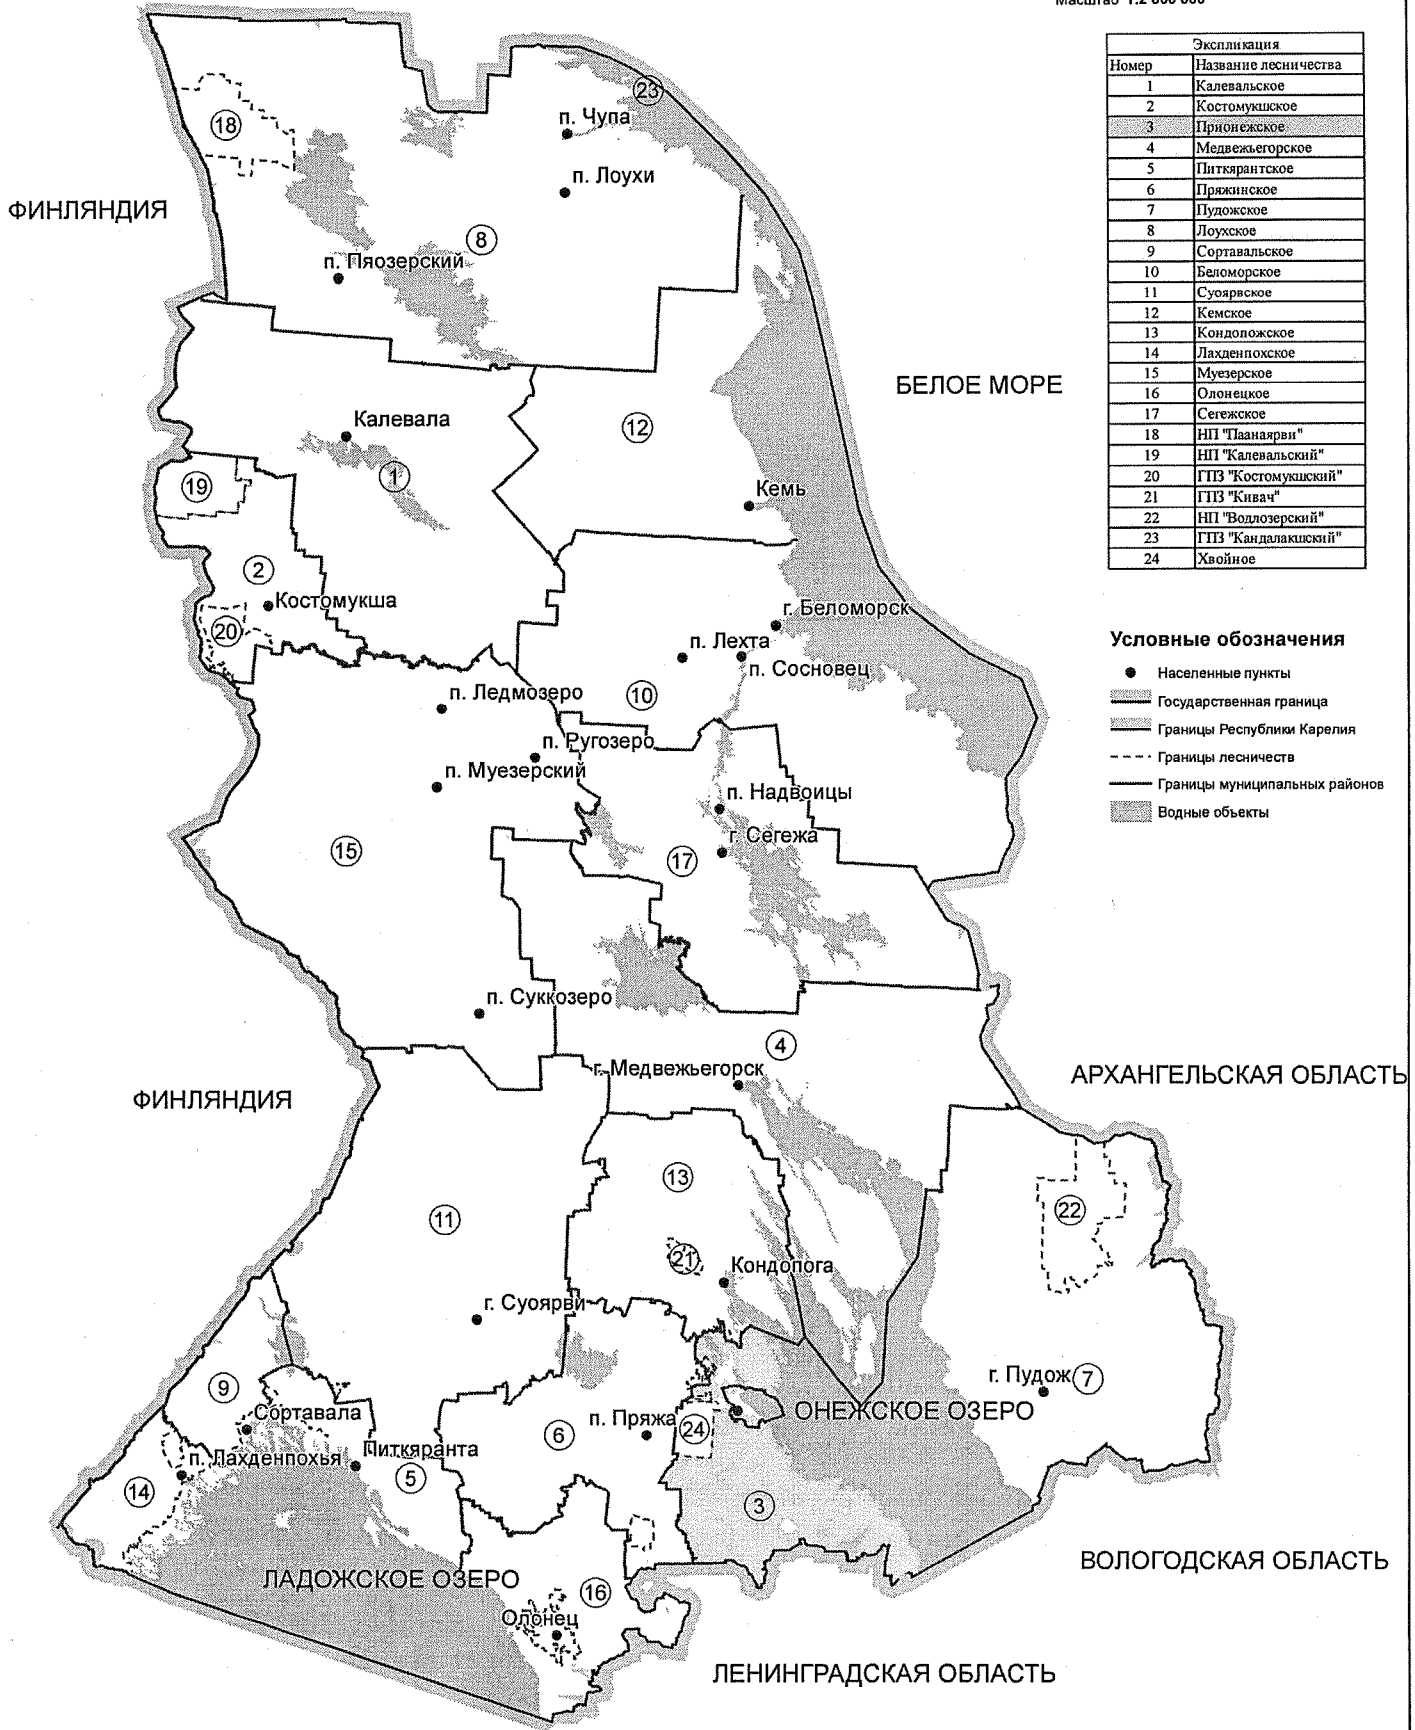 Масштаб 1:2 000 000
Экспликация
Номер Название лесничества
1 Калевальское
2 Костомукшское
3 Прионежское
4 Медвежьегорское
5 Питкярантское
6 Пряжинское
7 Пудожское
8 Лоухское
9 Сортавальское
10 Беломорское
11 Суоярвское
12 Кемское
13 Кондопожское
14 Лахденпохское
15 Муезерское
16 Олонецкое
17 Сегежское
18 НП "Паанаярви"
19 НП "Калевальский"
20 ГПЗ "Костомукшский"
21 ГПЗ "Кивач"
22 НП "Водлозерский"
23 ГПЗ "Кандалакшский"
24 Хвойное
Условные обозначения
Населенные пункты
Государственная граница
Границы Республики Карелия
Границы лесничеств
Границы муниципальных районов
Водные объекты
23
п. Чупа
18
п. Лоухи
ФИНЛЯНДИЯ
8
п. Пяозерский
БЕЛОЕ МОРЕ
Калевала
12
1
19
Кемь
2
Костомукша
г. Беломорск
20
п. Лехта
п. Сосновец
п. Ледмозеро
10
п. Ругозеро
п. Муезерский
п. Надвоицы
г. Сегежа
15
17
п. Суккозеро
4
г. Медвежьегорск
АРХАНГЕЛЬСКАЯ ОБЛАСТЬ
ФИНЛЯНДИЯ
13
22
11
21
Кондопога
г. Суоярви
г. Пудож 7
9
Сортавала
ОНЕЖСКОЕ ОЗЕРО
п. Пряжа
24
6
Питкяранта
п. Лахденпохья
5
14
3
ВОЛОГОДСКАЯ ОБЛАСТЬ
ЛАДОЖСКОЕ ОЗЕРО
16
Олонец
ЛЕНИНГРАДСКАЯ ОБЛАСТЬ